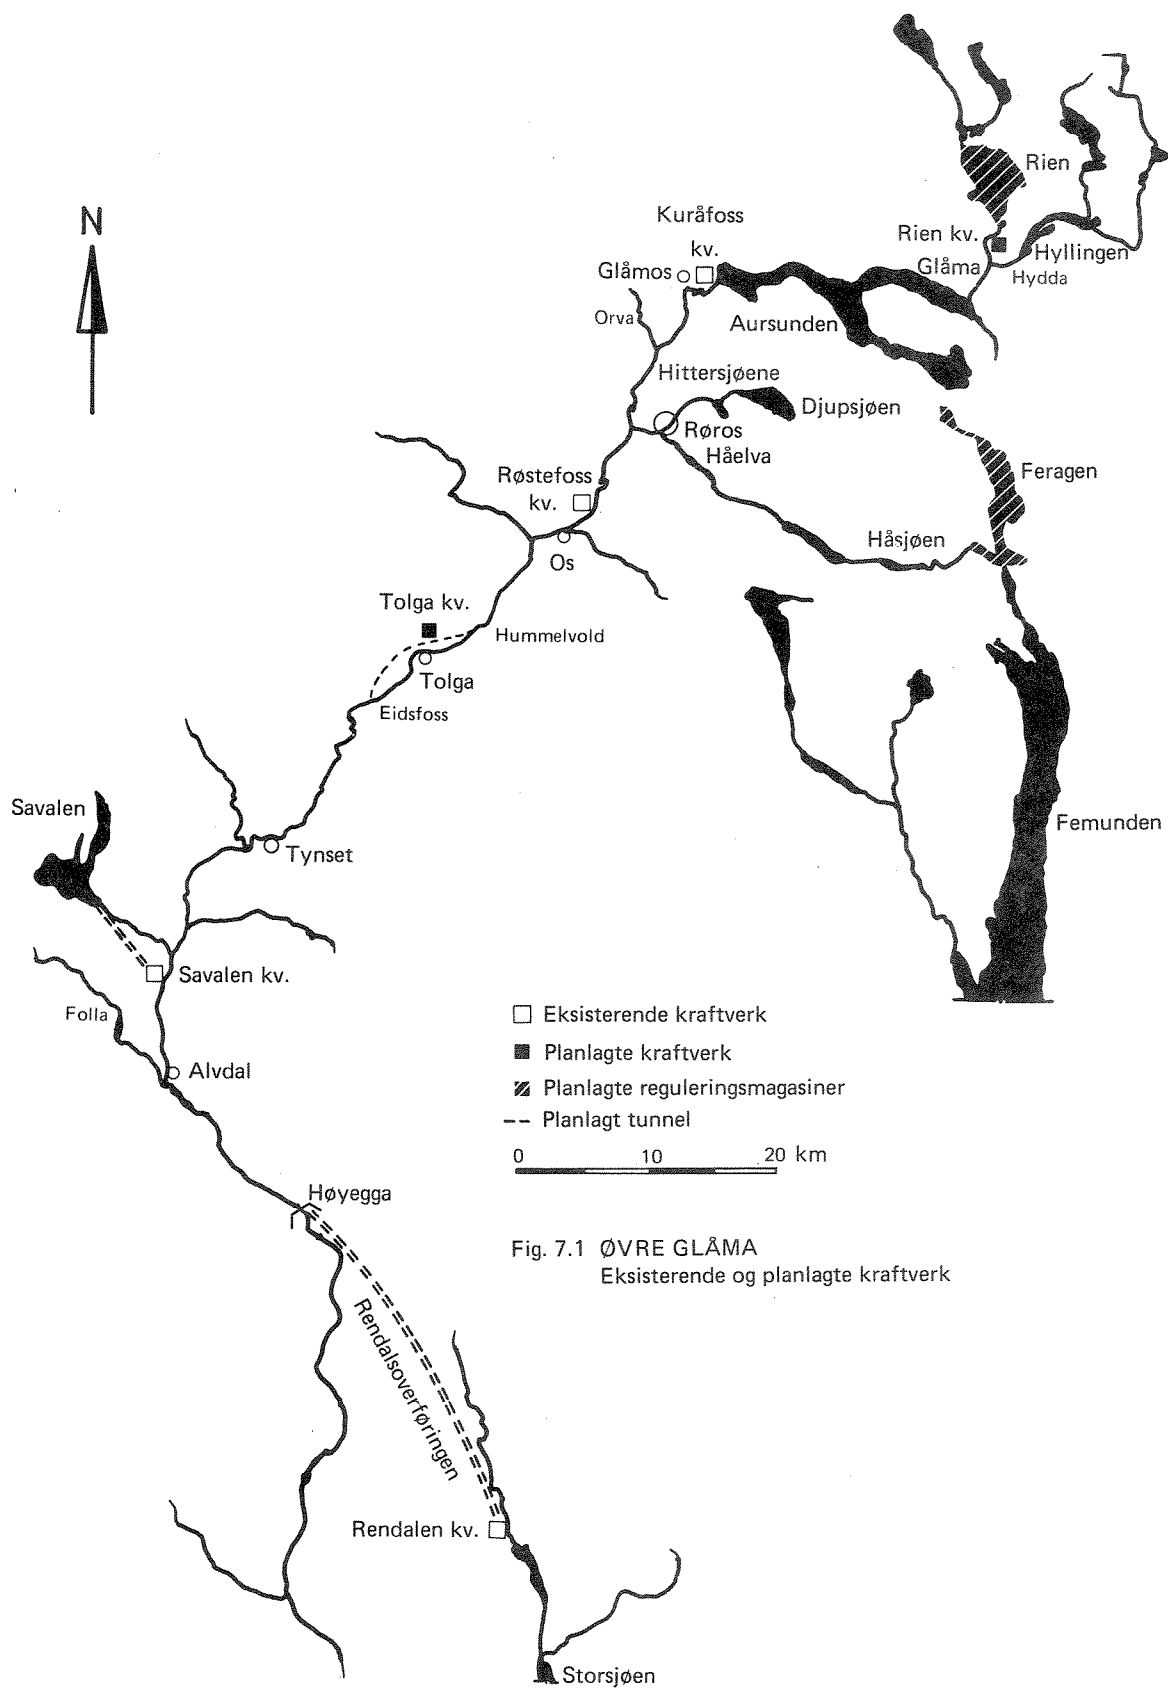 Rien
N
Kuråfoss
kv.
Rien kv.
Hyllingen
Glåmos
Glåma
Hydda
Orva
Aursunden
Hittersjøene
Djupsjøen
Røros
Håelva
Røstefoss
kv.
Feragen
Håsjøen
Os
Tolga kv.
Hummelvold
Tolga
Eidsfoss
Savalen
Femunden
Tynset
Savalen kv.
Folla
Eksisterende kraftverk
Planlagte kraftverk
Alvdal
Planlagte reguleringsmagasiner
Planlagt tunnel
0 10 20 km
Høyegga
Fig. 7.1 ØVRE GLÅMA
Eksisterende og planlagte kraftverk
Rendalsoverføringen
Rendalen kv.
Storsjøen